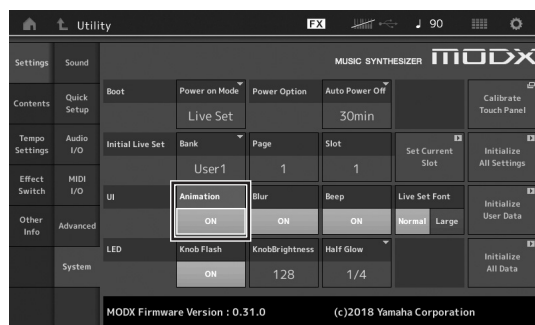 Utility
FX
♩ 90
Settings
Sound
MUSIC SYNTHESIZER MODX
Contents
Quick
Setup
Boot
Power on Mode
Live Set
Power Option
Auto Power Off
30min
Calibrate
Touch Panel
Tempo
Settings
Audio
I/O
Initial Live Set
Bank
User1
Page
1
Slot
1
Set Current
Slot
Initialize
All Settings
Effect
Switch
MIDI
I/O
UI
Animation
ON
Blur
ON
Beep
ON
Live Set Font
Normal Large
Initialize
User Data
Other
Info
Advanced
LED
Knob Flash
ON
KnobBrightness
128
Half Glow
1/4
Initialize
All Data
System
MODX Firmware Version : 0.31.0 (c)2018 Yamaha Corporation